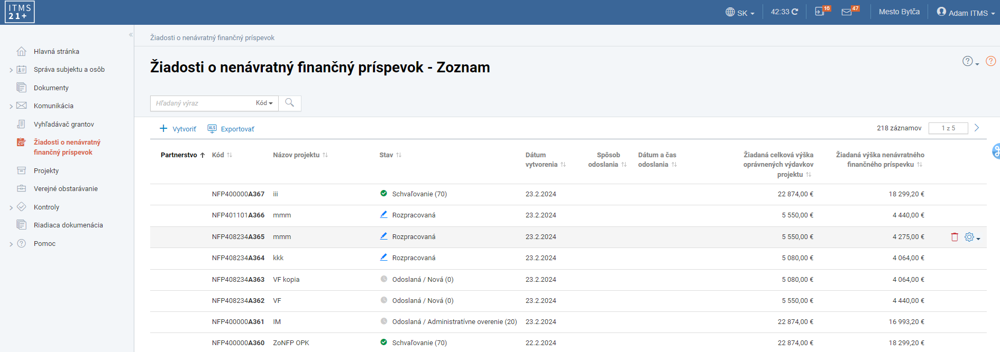 ITMS
21+
SK
42:33
16
47
Mesto Bytča
Adam ITMS
«
Hlavná stránka
Správa subjektu a osôb
Dokumenty
Komunikácia
Vyhľadávač grantov
Žiadosti o nenávratný
finančný príspevok
Projekty
Verejné obstarávanie
Kontroly
Riadiaca dokumenácia
Pomoc
Žiadosti o nenávratný finančný príspevok
Žiadosti o nenávratný finančný príspevok - Zoznam
Hľadaný výraz Kód
Vytvoriť XLS Exportovať 218 záznamov 1 z 5
Partnerstvo Kód Názov projektu Stav Dátum vytvorenia Spôsob odoslania Dátum a čas odoslania Žiadaná celková výška oprávnených výdavkov projektu Žiadaná výška nenávratného finančného príspevku
NFP400000A367 iii Schvaľovanie (70) 23.2.2024 22 874,00 € 18 299,20 €
NFP401101A366 mmm Rozpracovaná 23.2.2024 5 550,00 € 4 440,00 €
NFP408234A365 mmm Rozpracovaná 23.2.2024 5 550,00 € 4 275,00 €
NFP408234A364 kkk Rozpracovaná 23.2.2024 5 080,00 € 4 064,00 €
NFP408234A363 VF kopia Odoslaná / Nová (0) 23.2.2024 5 080,00 € 4 064,00 €
NFP408234A362 VF Odoslaná / Nová (0) 23.2.2024 5 550,00 € 4 440,00 €
NFP400000A361 IM Odoslaná / Administratívne overenie (20) 23.2.2024 22 874,00 € 16 993,20 €
NFP400000A360 ZoNFP OPK Schvaľovanie (70) 22.2.2024 22 874,00 € 18 299,20 €